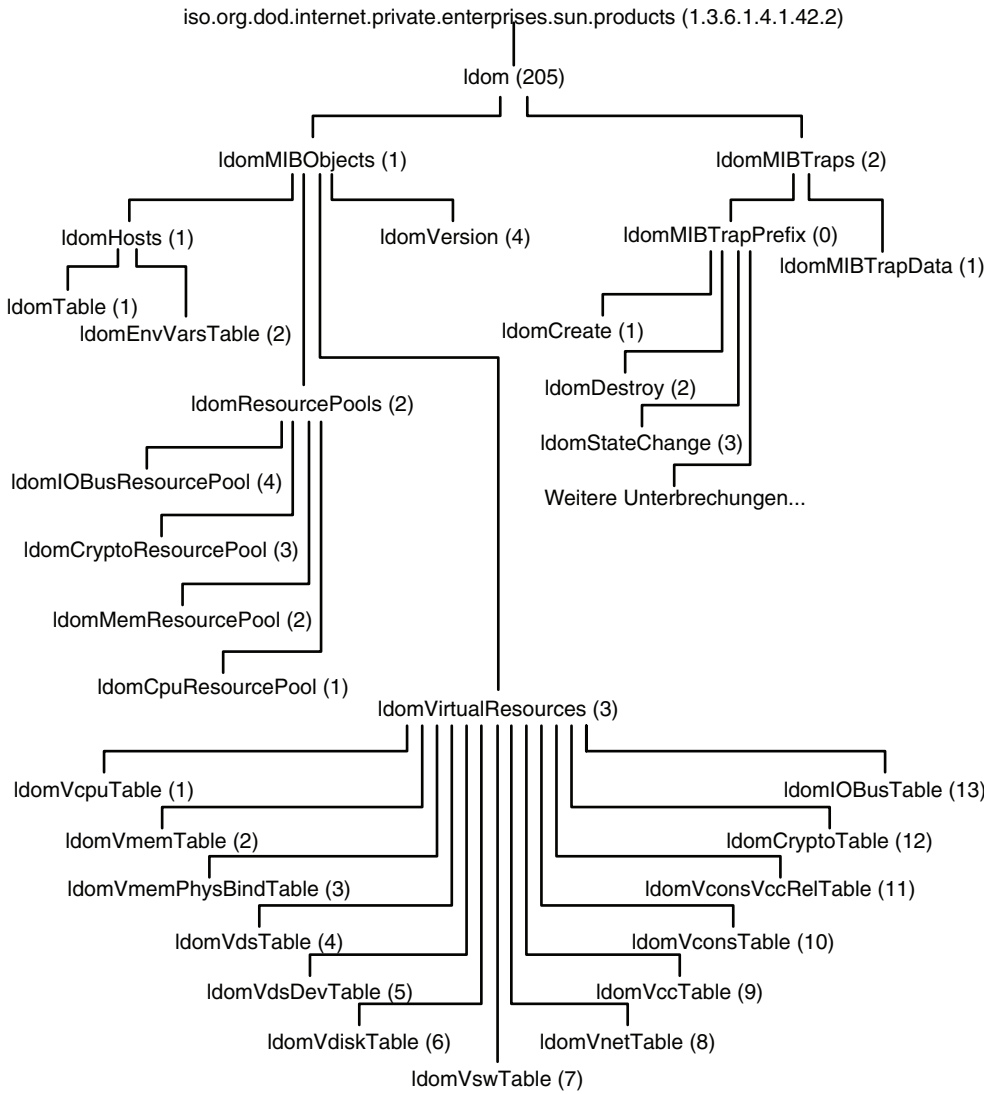 iso.org.dod.internet.private.enterprises.sun.products (1.3.6.1.4.1.42.2)
ldom (205)
ldomMIBObjects (1)
ldomMIBTraps (2)
ldomHosts (1)
ldomVersion (4)
ldomMIBTrapPrefix (0)
ldomMIBTrapData (1)
ldomTable (1)
ldomEnvVarsTable (2)
ldomCreate (1)
ldomDestroy (2)
ldomResourcePools (2)
ldomStateChange (3)
ldomIOBusResourcePool (4)
Weitere Unterbrechungen...
ldomCryptoResourcePool (3)
ldomMemResourcePool (2)
ldomCpuResourcePool (1)
ldomVirtualResources (3)
ldomVcpuTable (1)
ldomIOBusTable (13)
ldomVmemTable (2)
ldomCryptoTable (12)
ldomVmemPhysBindTable (3)
ldomVconsVccRelTable (11)
ldomVdsTable (4)
ldomVconsTable (10)
ldomVdsDevTable (5)
ldomVccTable (9)
ldomVdiskTable (6)
ldomVnetTable (8)
ldomVswTable (7)